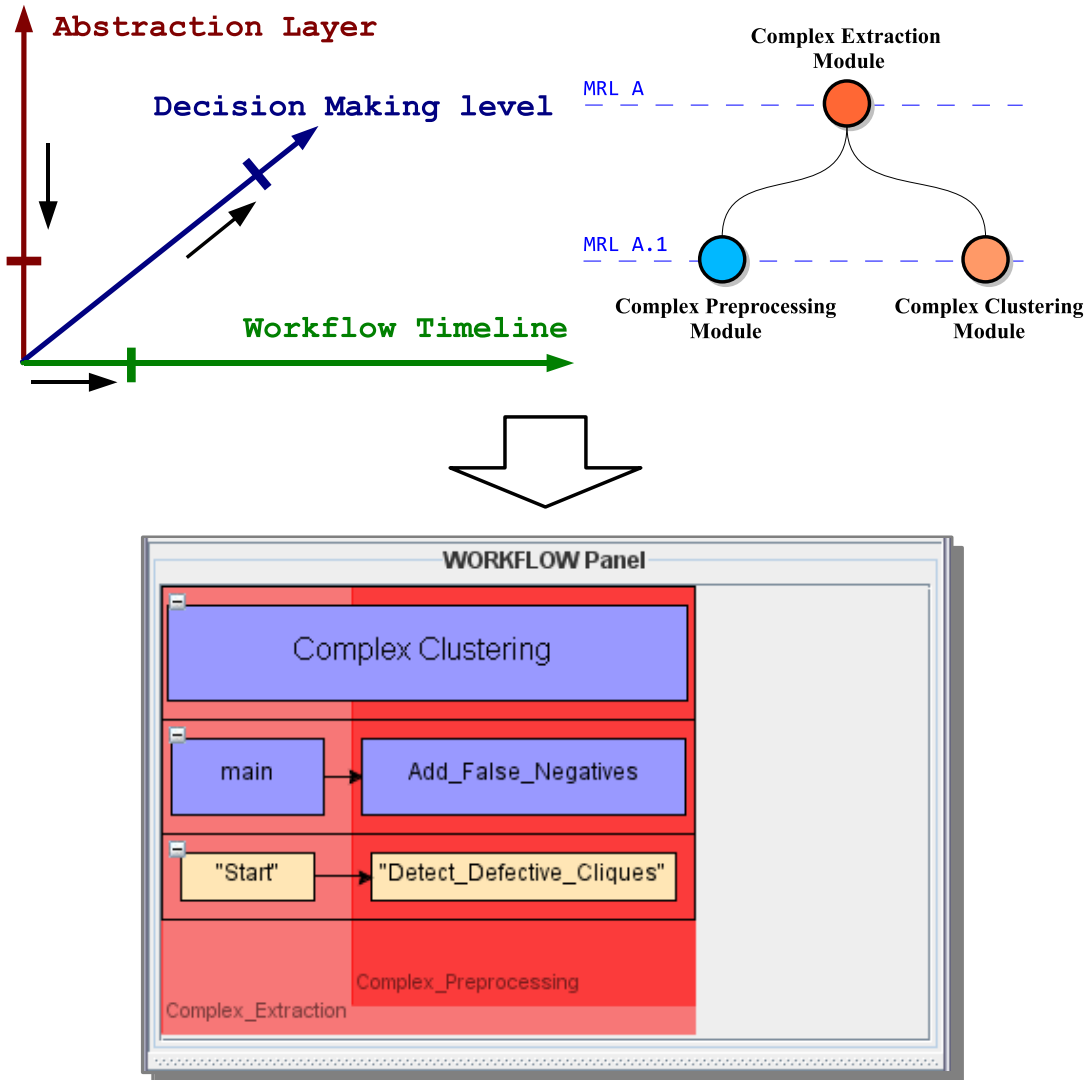 Abstraction Layer
Decision Making level
Workflow Timeline
Complex Extraction
Module
MRL A
MRL A.1
Complex Preprocessing
Module
Complex Clustering
Module
WORKFLOW Panel
Complex Clustering
main
Add_False_Negatives
"Start"
"Detect_Defective_Cliques"
Complex_Preprocessing
Complex_Extraction